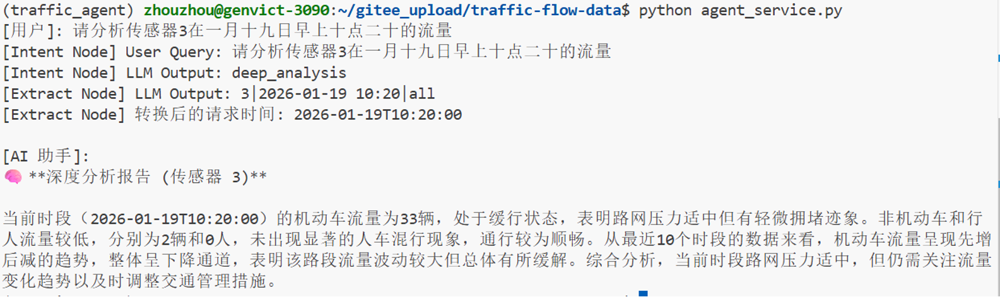 (traffic_agent) zhouzhou@genvict-3090:~/gitee_upload/traffic-flow-data$ python agent_service.py
[用户]: 请分析传感器3在一月十九日早上十点二十的流量
[Intent Node] User Query: 请分析传感器3在一月十九日早上十点二十的流量
[Intent Node] LLM Output: deep_analysis
[Extract Node] LLM Output: 3|2026-01-19 10:20|all
[Extract Node] 转换后的请求时间: 2026-01-19T10:20:00
[AI 助手]:
🧠 **深度分析报告 (传感器 3)**
当前时段（2026-01-19T10:20:00）的机动车流量为33辆，处于缓行状态，表明路网压力适中但有轻微拥堵迹象。非机动车和行
人流量较低，分别为2辆和0人，未出现显著的人车混行现象，通行较为顺畅。从最近10个时段的数据来看，机动车流量呈现先增
后减的趋势，整体呈下降通道，表明该路段流量波动较大但总体有所缓解。综合分析，当前时段路网压力适中，但仍需关注流量
变化趋势以及时调整交通管理措施。